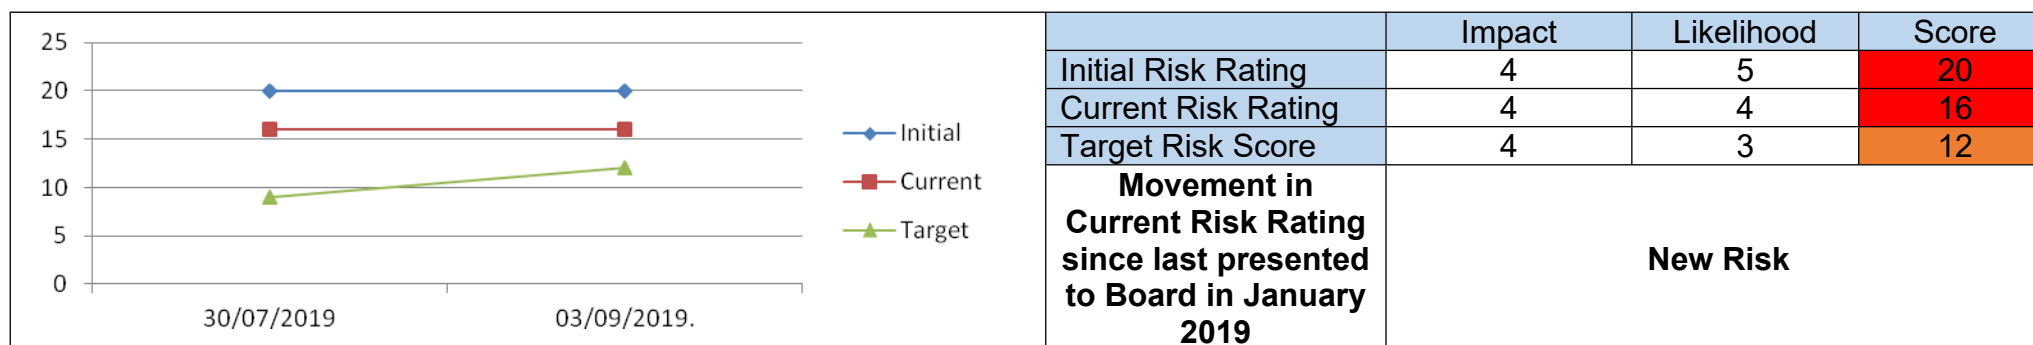 25
20
15
10
5
0
30/07/2019 03/09/2019.
Initial
Current
Target
Impact Likelihood Score
Initial Risk Rating 4 5 20
Current Risk Rating 4 4 16
Target Risk Score 4 3 12
Movement in
Current Risk Rating
since last presented
to Board in January
2019
New Risk